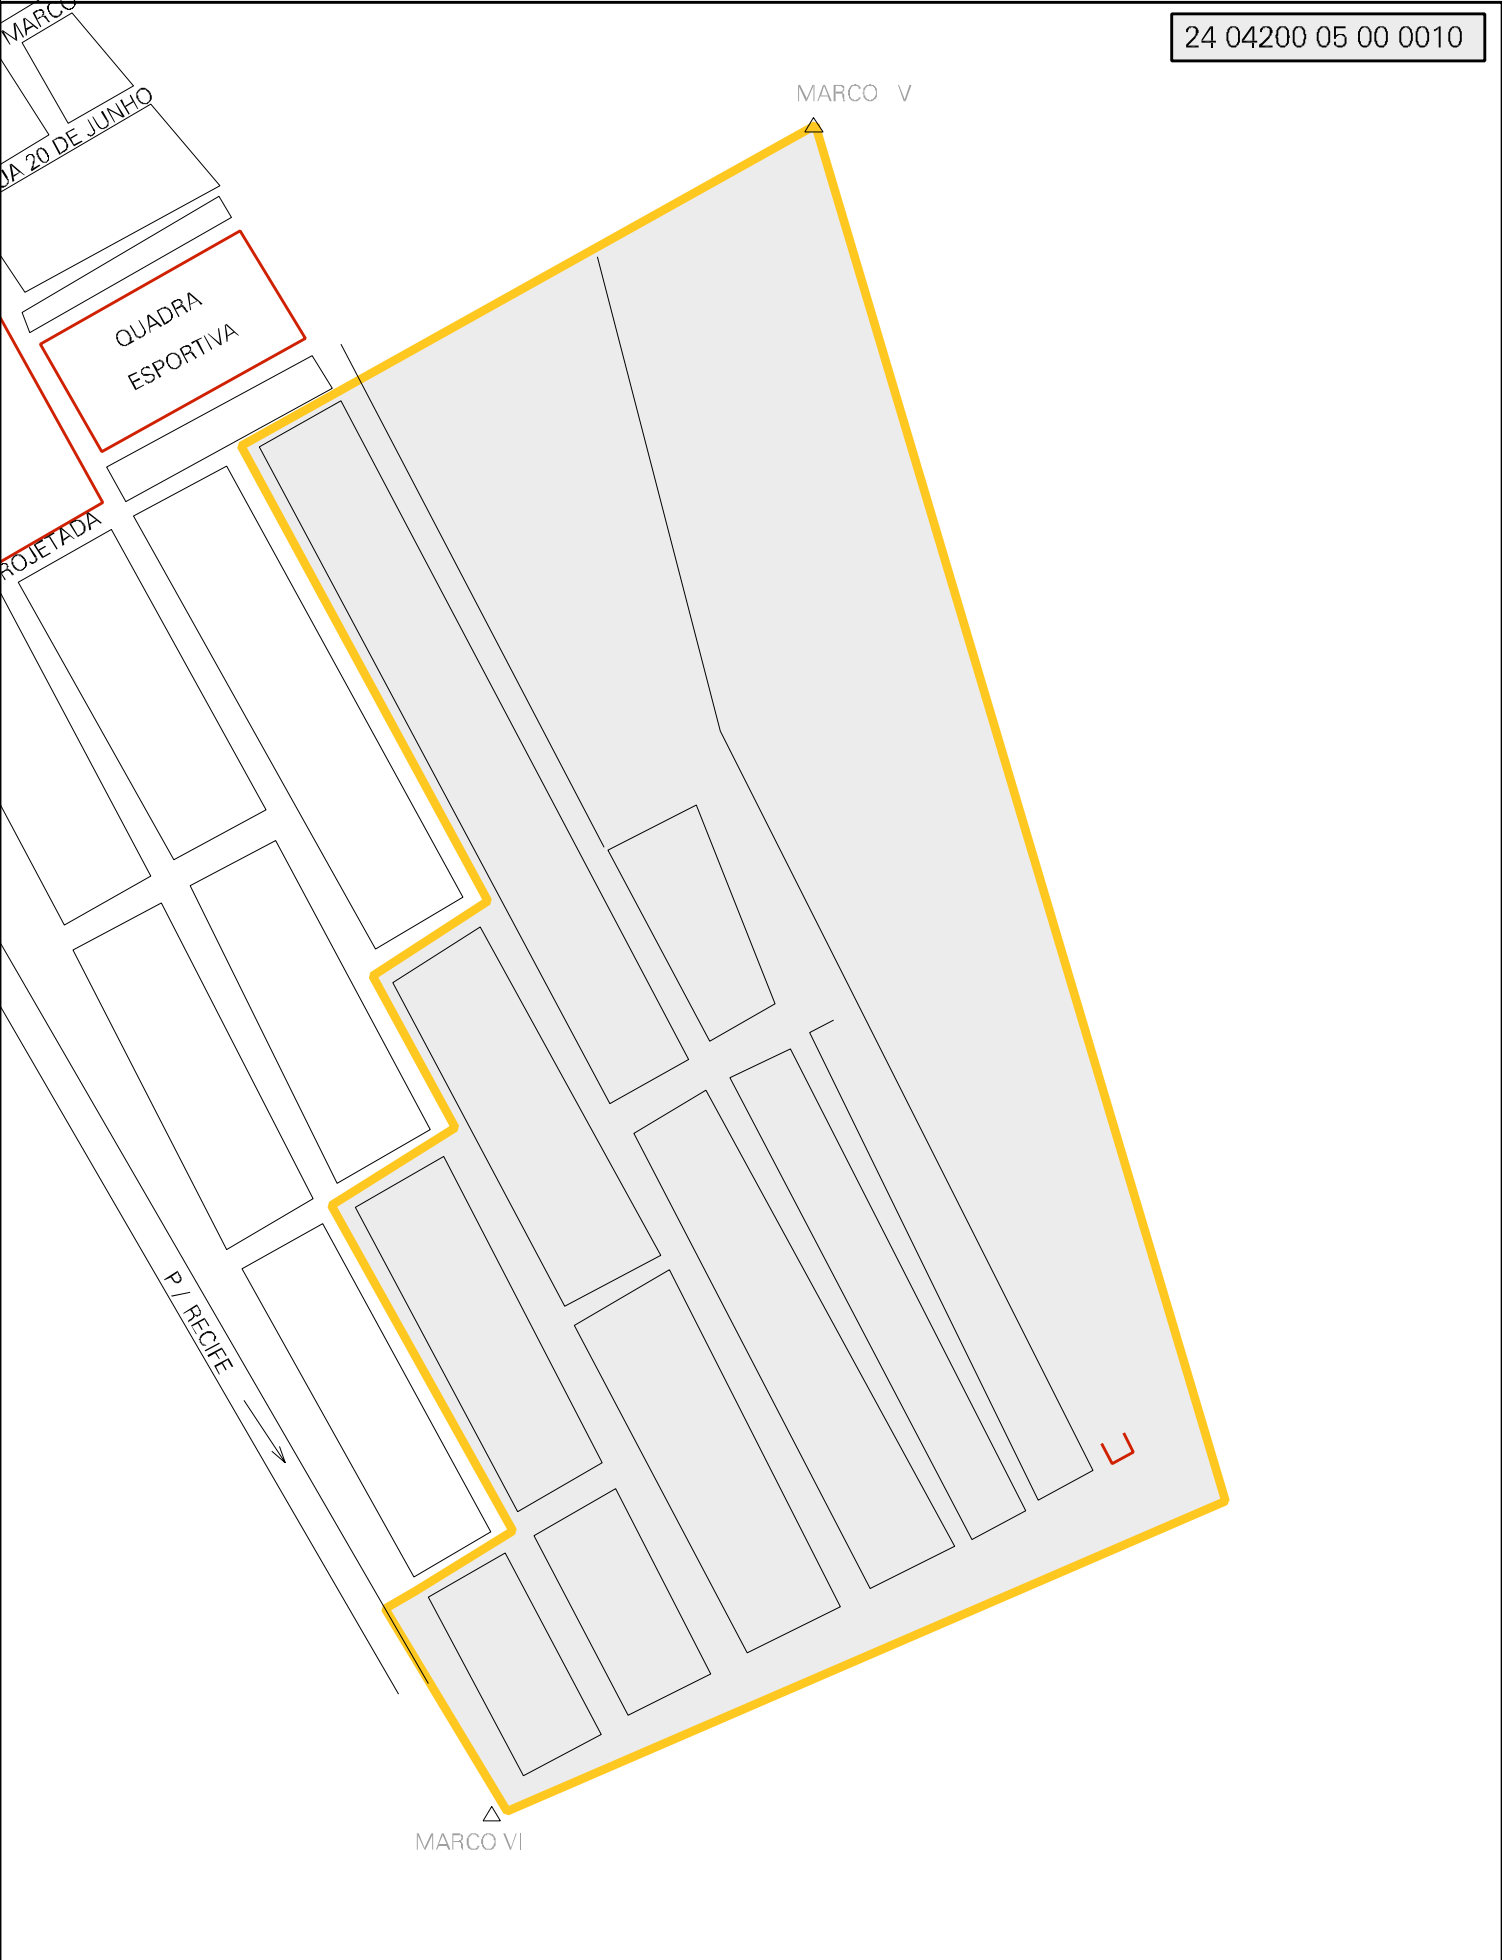 MARCO
24 04200 05 00 0010
MARCO V
20 DE JUNHO
QUADRA
ESPORTIVA
ROJETADA
P / RECIFE
MARCO VI